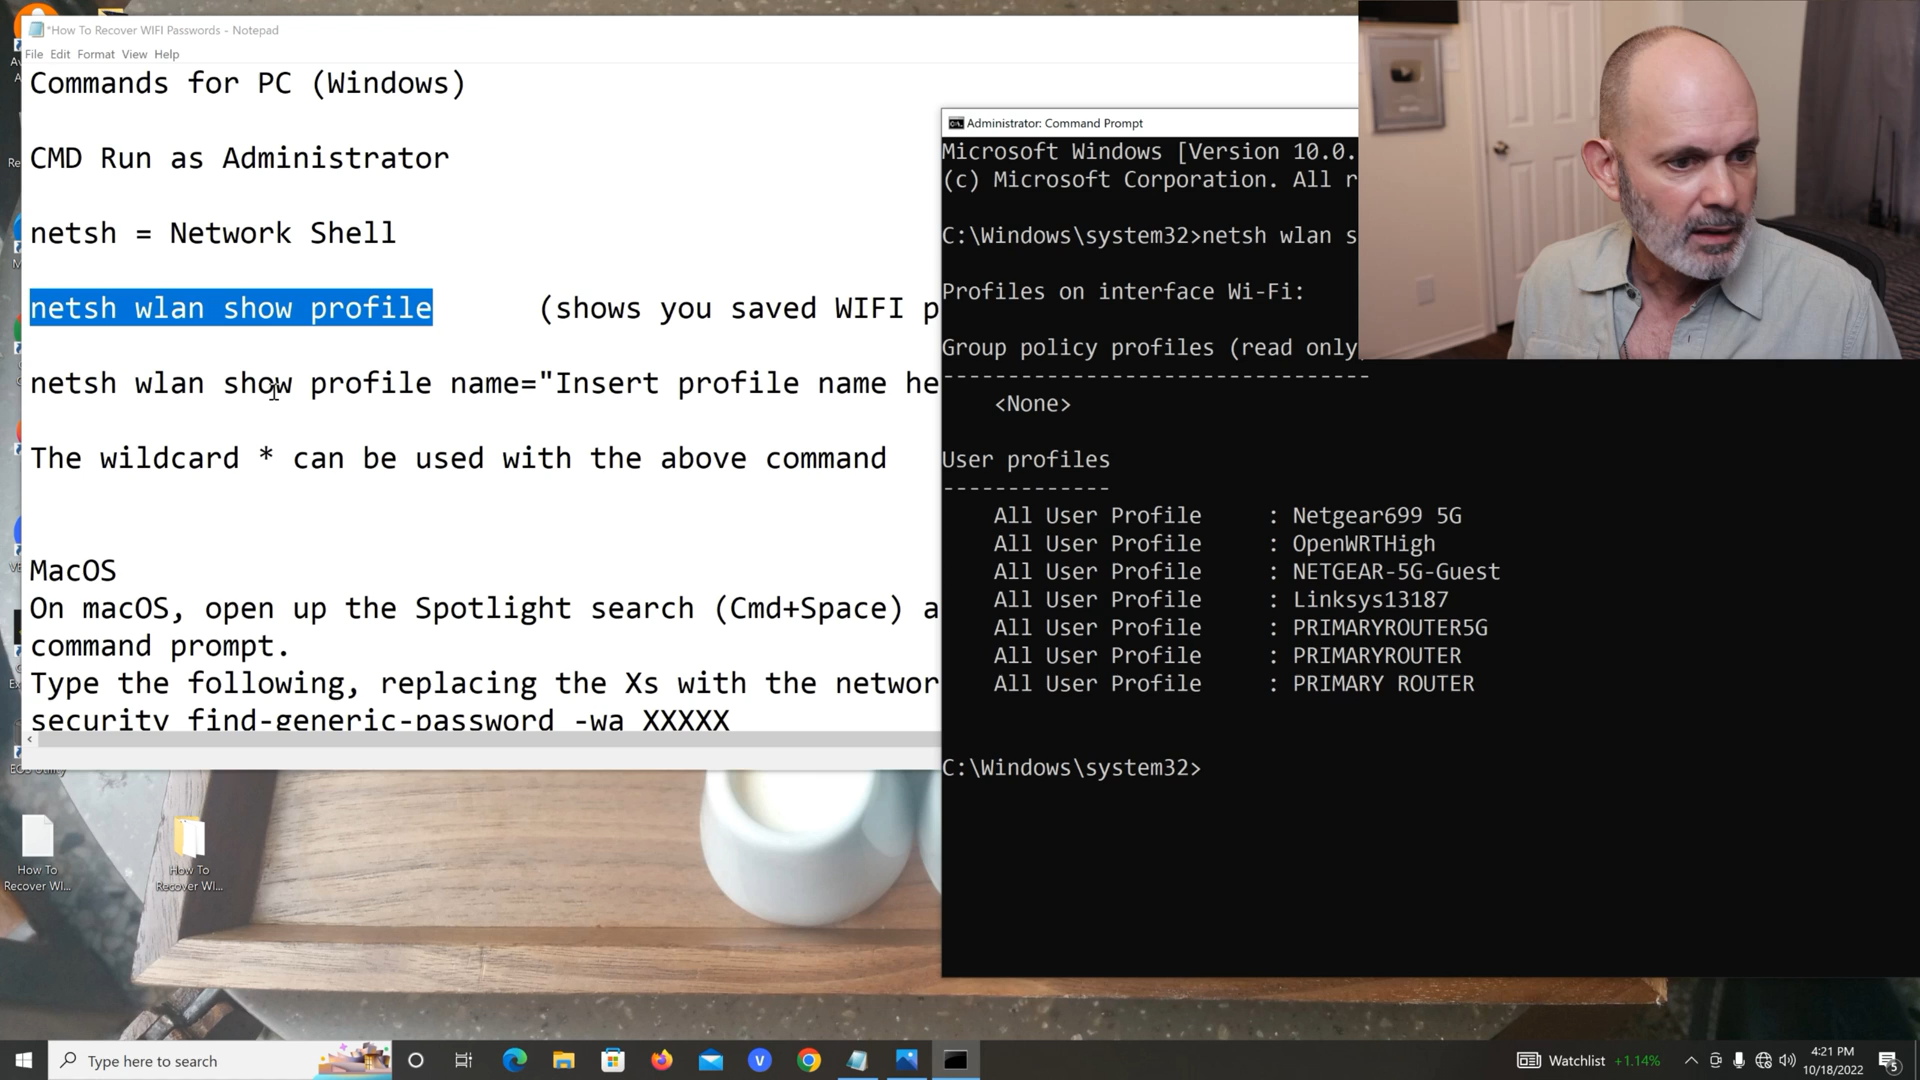 *How To Recover WIFI Passwords - Notepad
File Edit Format View Help
Commands for PC (Windows)
CMD Run as Administrator
netsh = Network Shell
netsh wlan show profile (shows you saved WIFI p
netsh wlan show profile name="Insert profile name he
The wildcard * can be used with the above command
MacOS
On macOS, open up the Spotlight search (Cmd+Space) a
command prompt.
Type the following, replacing the Xs with the networ
security find-generic-password -wa XXXXX
Administrator: Command Prompt
Microsoft Windows [Version 10.0.
(c) Microsoft Corporation. All r
C:\Windows\system32>netsh wlan s
Profiles on interface Wi-Fi:
Group policy profiles (read only
---------------------------------
<None>
User profiles
-------------
All User Profile : Netgear699 5G
All User Profile : OpenWRTHigh
All User Profile : NETGEAR-5G-Guest
All User Profile : Linksys13187
All User Profile : PRIMARYROUTER5G
All User Profile : PRIMARYROUTER
All User Profile : PRIMARY ROUTER
C:\Windows\system32>
How To
Recover WI...
How To
Recover WI...
Type here to search
Watchlist +1.14%
4:21 PM
10/18/2022
5